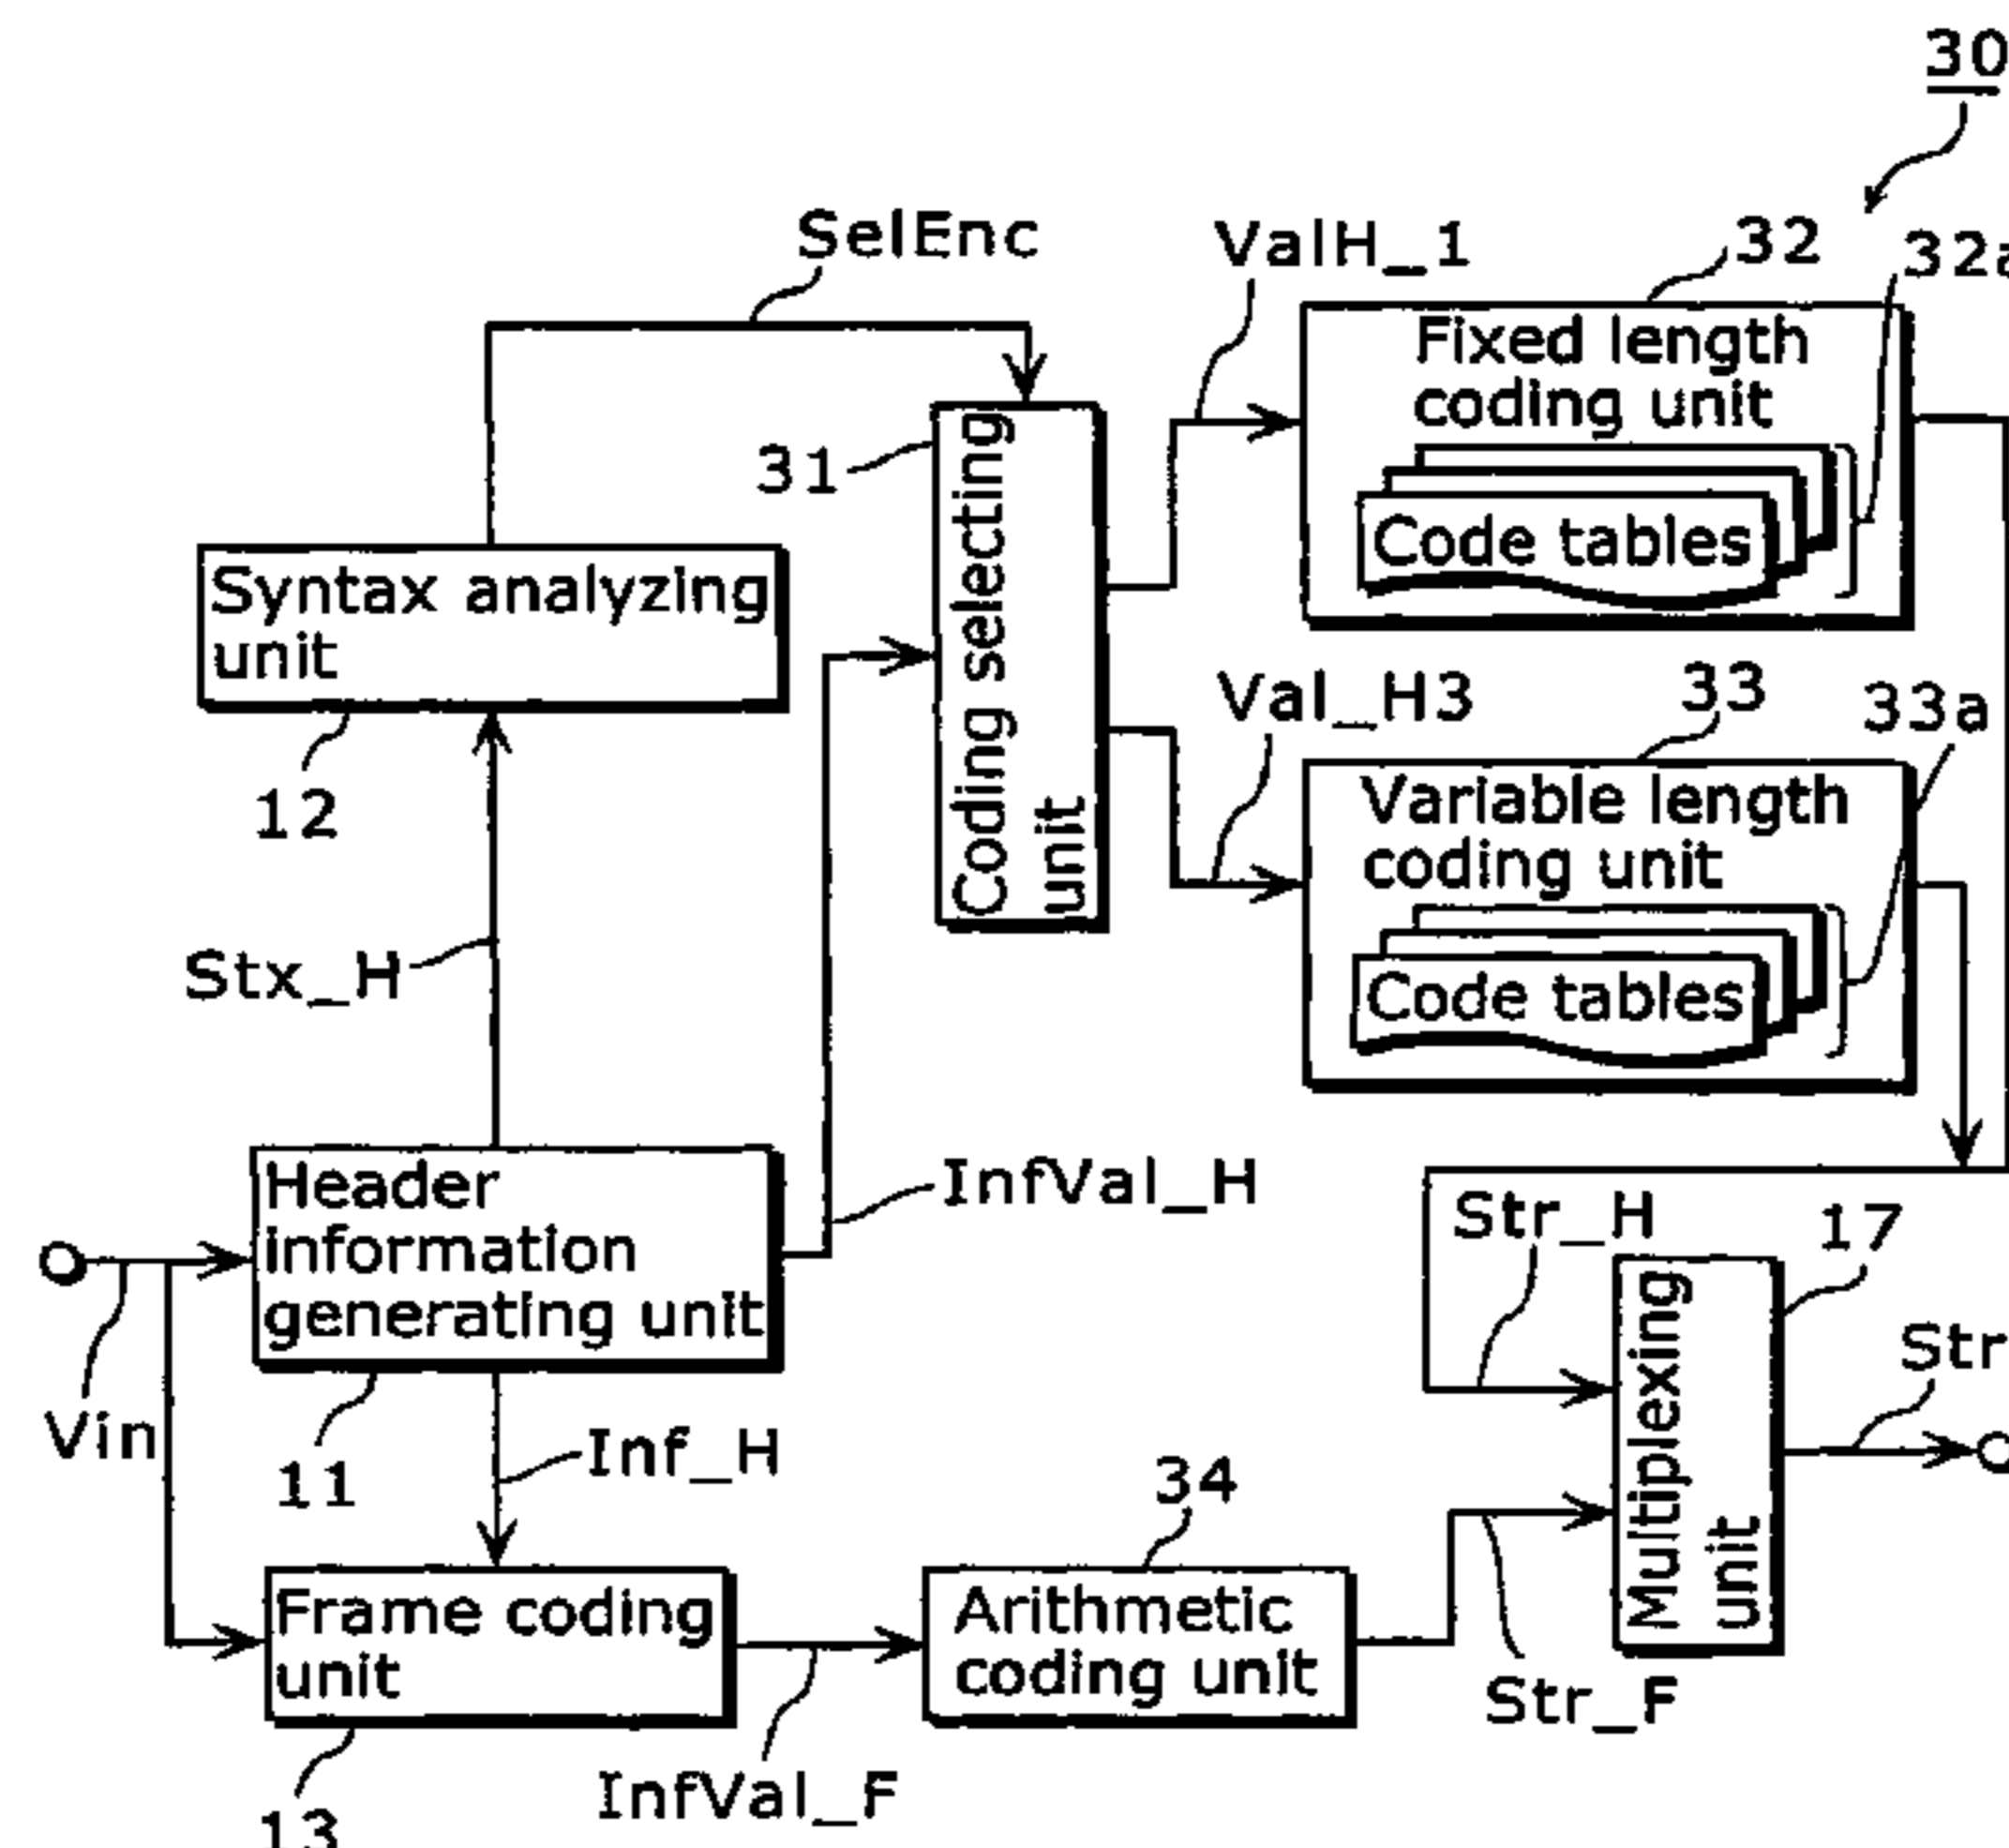 30
SelEnc
ValH_1
32
32a
Fixed length
coding unit
Code tables
31
Coding selecting
unit
Syntax analyzing
unit
12
Val_H3
33
33a
Variable length
coding unit
Code tables
Stx_H
Header
information
generating unit
InfVal_H
Str_H
17
Multiplexing
unit
Str
Vin
11
Inf_H
34
Frame coding
unit
Arithmetic
coding unit
Str_F
InfVal_F
13